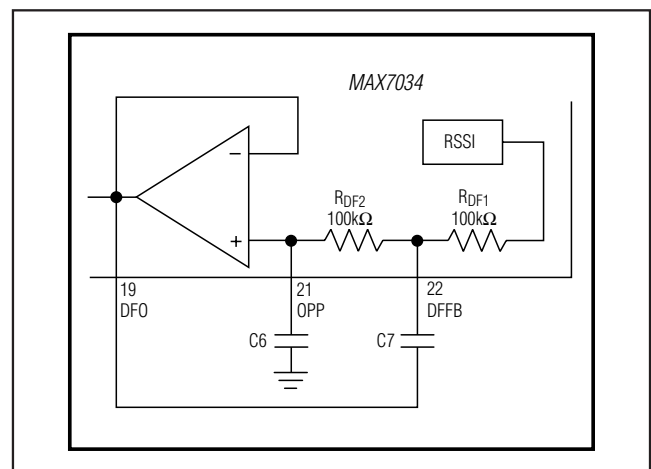 MAX7034
RSSI
RDF2
100kΩ
RDF1
100kΩ
−
+
19
DFO
21
OPP
22
DFFB
C6
C7